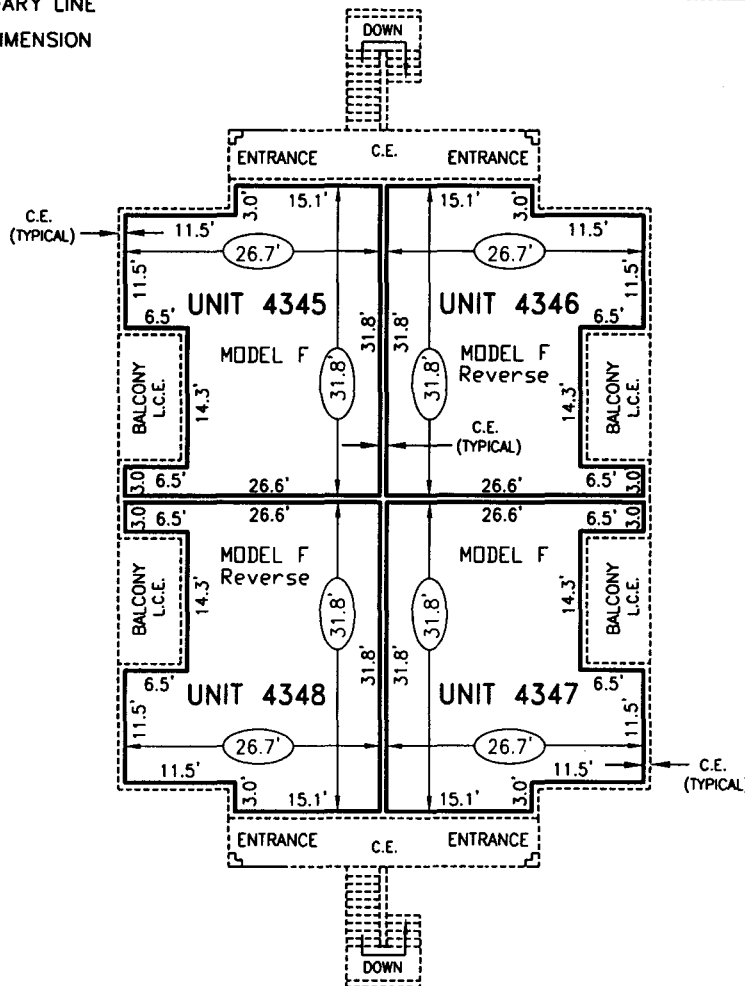 ARY LINE
IMENSION
DOWN
ENTRANCE C.E. ENTRANCE
C.E.
(TYPICAL)
15.1' 15.1'
3.0' 3.0'
11.5' 11.5'
26.7' 26.7'
11.5' 11.5'
UNIT 4345 UNIT 4346
6.5' 6.5'
31.8' 31.8'
MODEL F MODEL F
Reverse
BALCONY
L.C.E.
14.3'
31.8' 31.8'
14.3'
BALCONY
L.C.E.
C.E.
(TYPICAL)
3.0 6.5' 26.6' 26.6' 6.5' 3.0
3.0 6.5' 26.6' 26.6' 6.5' 3.0
MODEL F MODEL F
Reverse
BALCONY
L.C.E.
14.3'
31.8' 31.8'
14.3'
BALCONY
L.C.E.
31.8' 31.8'
6.5' 6.5'
UNIT 4348 UNIT 4347
11.5' 11.5'
26.7' 26.7'
11.5' 11.5'
C.E.
(TYPICAL)
3.0' 3.0'
15.1' 15.1'
ENTRANCE C.E. ENTRANCE
DOWN